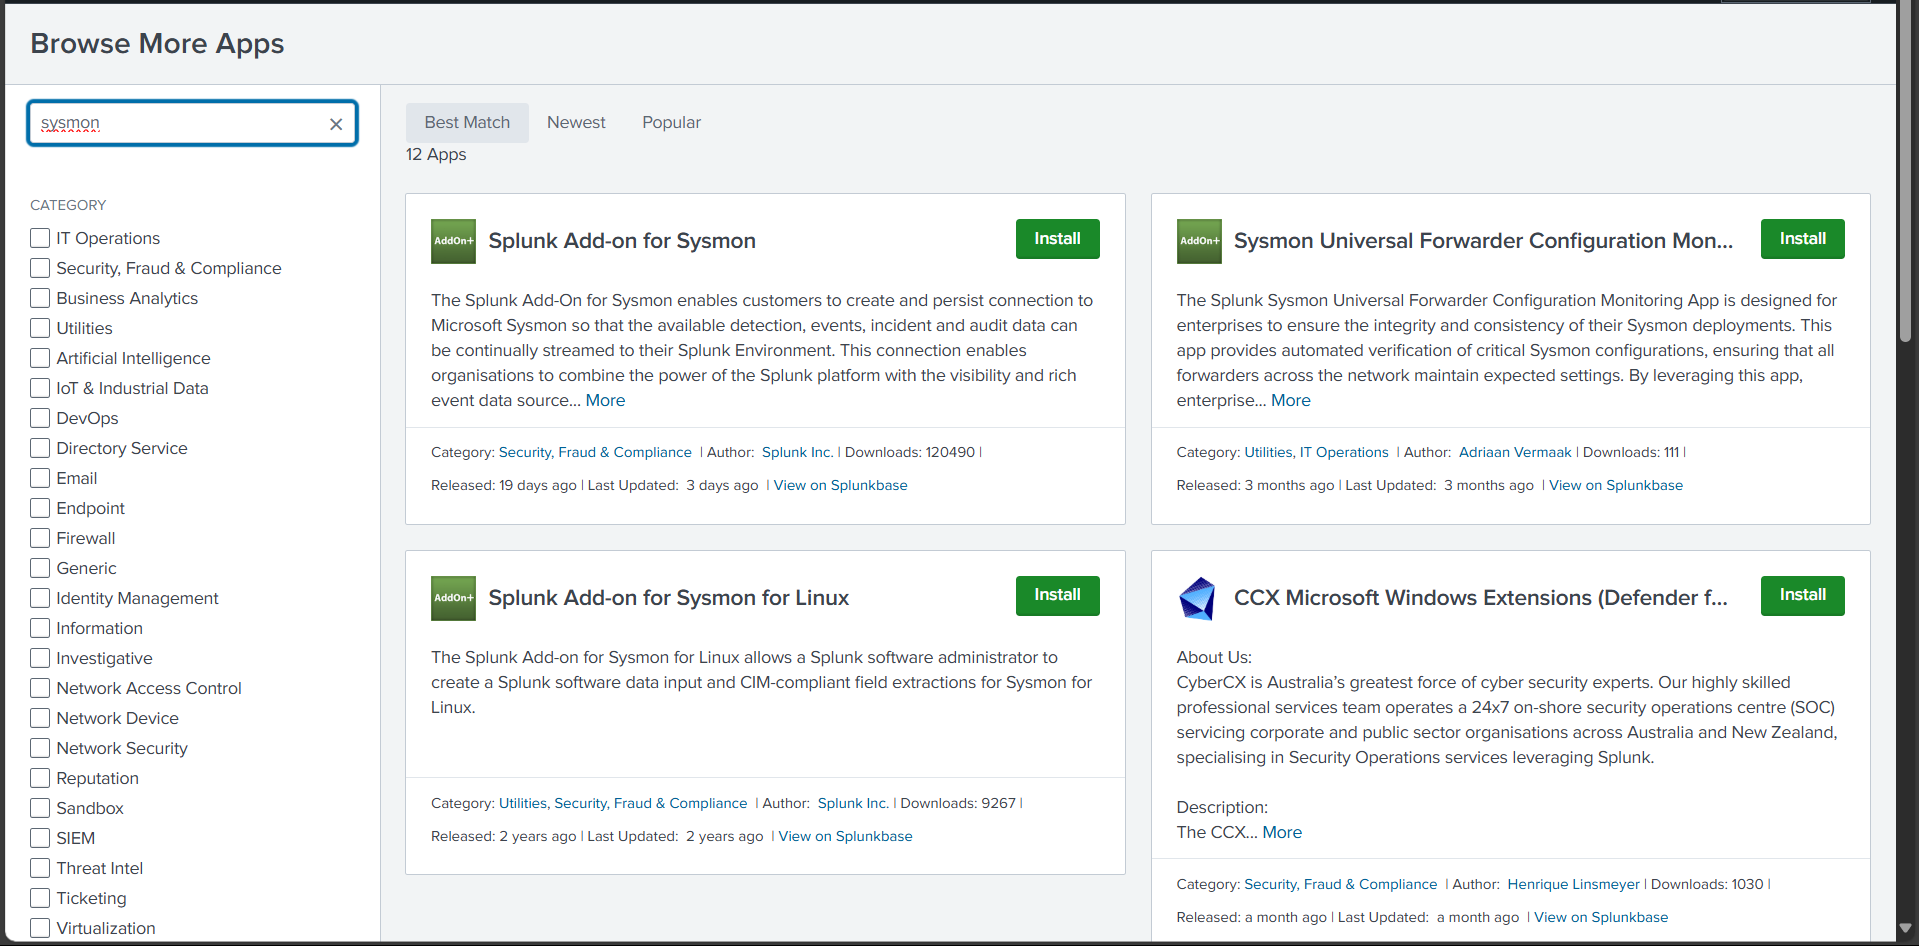 Browse More Apps
sysmon
CATEGORY
IT Operations
Security, Fraud & Compliance
Business Analytics
Utilities
Artificial Intelligence
IoT & Industrial Data
DevOps
Directory Service
Email
Endpoint
Firewall
Generic
Identity Management
Information
Investigative
Network Access Control
Network Device
Network Security
Reputation
Sandbox
SIEM
Threat Intel
Ticketing
Virtualization
Best Match
Newest
Popular
12 Apps
AddOn+
Splunk Add-on for Sysmon
Install
The Splunk Add-On for Sysmon enables customers to create and persist connection to
Microsoft Sysmon so that the available detection, events, incident and audit data can
be continually streamed to their Splunk Environment. This connection enables
organisations to combine the power of the Splunk platform with the visibility and rich
event data source... More
Category: Security, Fraud & Compliance | Author: Splunk Inc. | Downloads: 120490 |
Released: 19 days ago | Last Updated: 3 days ago | View on Splunkbase
AddOn+
Sysmon Universal Forwarder Configuration Mon...
Install
The Splunk Sysmon Universal Forwarder Configuration Monitoring App is designed for
enterprises to ensure the integrity and consistency of their Sysmon deployments. This
app provides automated verification of critical Sysmon configurations, ensuring that all
forwarders across the network maintain expected settings. By leveraging this app,
enterprise... More
Category: Utilities, IT Operations | Author: Adriaan Vermaak | Downloads: 111 |
Released: 3 months ago | Last Updated: 3 months ago | View on Splunkbase
AddOn+
Splunk Add-on for Sysmon for Linux
Install
The Splunk Add-on for Sysmon for Linux allows a Splunk software administrator to
create a Splunk software data input and CIM-compliant field extractions for Sysmon for
Linux.
Category: Utilities, Security, Fraud & Compliance | Author: Splunk Inc. | Downloads: 9267 |
Released: 2 years ago | Last Updated: 2 years ago | View on Splunkbase
CCX Microsoft Windows Extensions (Defender f...
Install
About Us:
CyberCX is Australia's greatest force of cyber security experts. Our highly skilled
professional services team operates a 24x7 on-shore security operations centre (SOC)
servicing corporate and public sector organisations across Australia and New Zealand,
specialising in Security Operations services leveraging Splunk.
Description:
The CCX... More
Category: Security, Fraud & Compliance | Author: Henrique Linsmeyer | Downloads: 1030 |
Released: a month ago | Last Updated: a month ago | View on Splunkbase